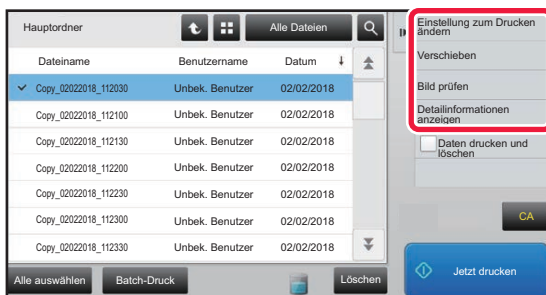 Hauptordner
Alle Dateien
Dateiname Benutzername Datum
Copy_02022018_112030 Unbek. Benutzer 02/02/2018
Copy_02022018_112100 Unbek. Benutzer 02/02/2018
Copy_02022018_112130 Unbek. Benutzer 02/02/2018
Copy_02022018_112200 Unbek. Benutzer 02/02/2018
Copy_02022018_112230 Unbek. Benutzer 02/02/2018
Copy_02022018_112300 Unbek. Benutzer 02/02/2018
Copy_02022018_112330 Unbek. Benutzer 02/02/2018
Alle auswählen Batch-Druck Löschen
Einstellung zum Drucken
ändern
Verschieben
Bild prüfen
Detailinformationen
anzeigen
Daten drucken und
löschen
CA
Jetzt drucken